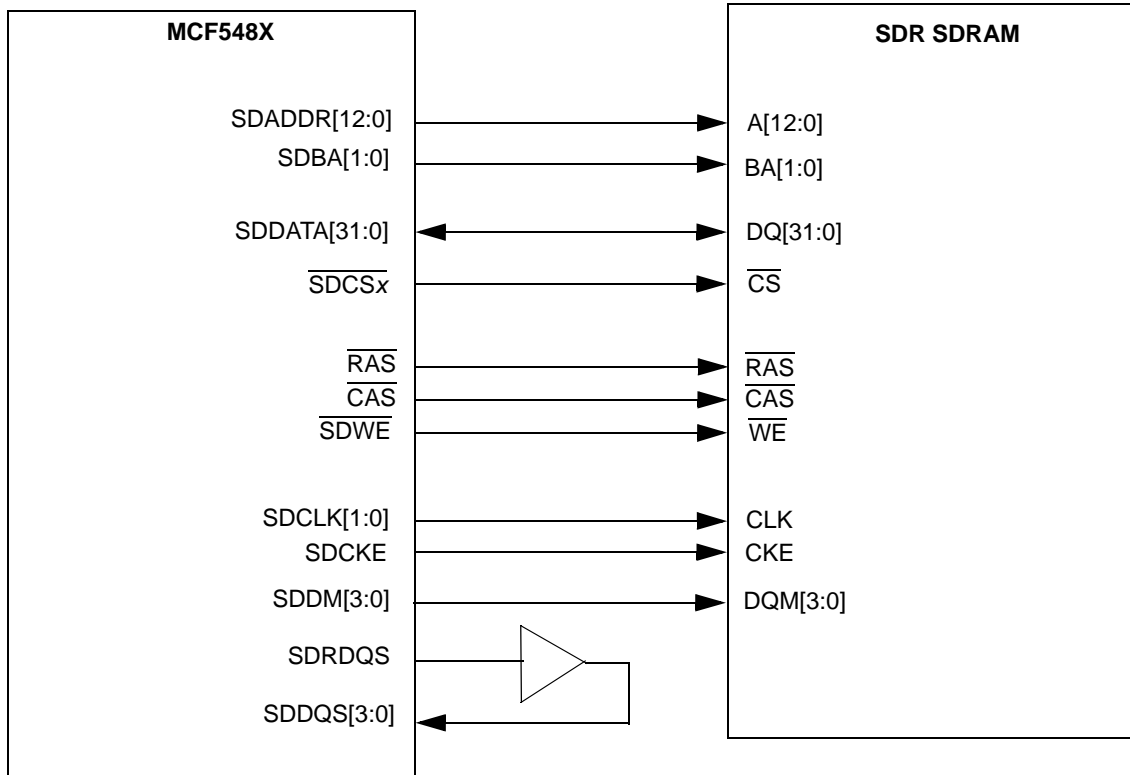 MCF548X
SDR SDRAM
SDADDR[12:0]
A[12:0]
SDBA[1:0]
BA[1:0]
SDDATA[31:0]
DQ[31:0]
SDCSx
CS
RAS
RAS
CAS
CAS
SDWE
WE
SDCLK[1:0]
CLK
SDCKE
CKE
SDDM[3:0]
DQM[3:0]
SDRDQS
SDDQS[3:0]